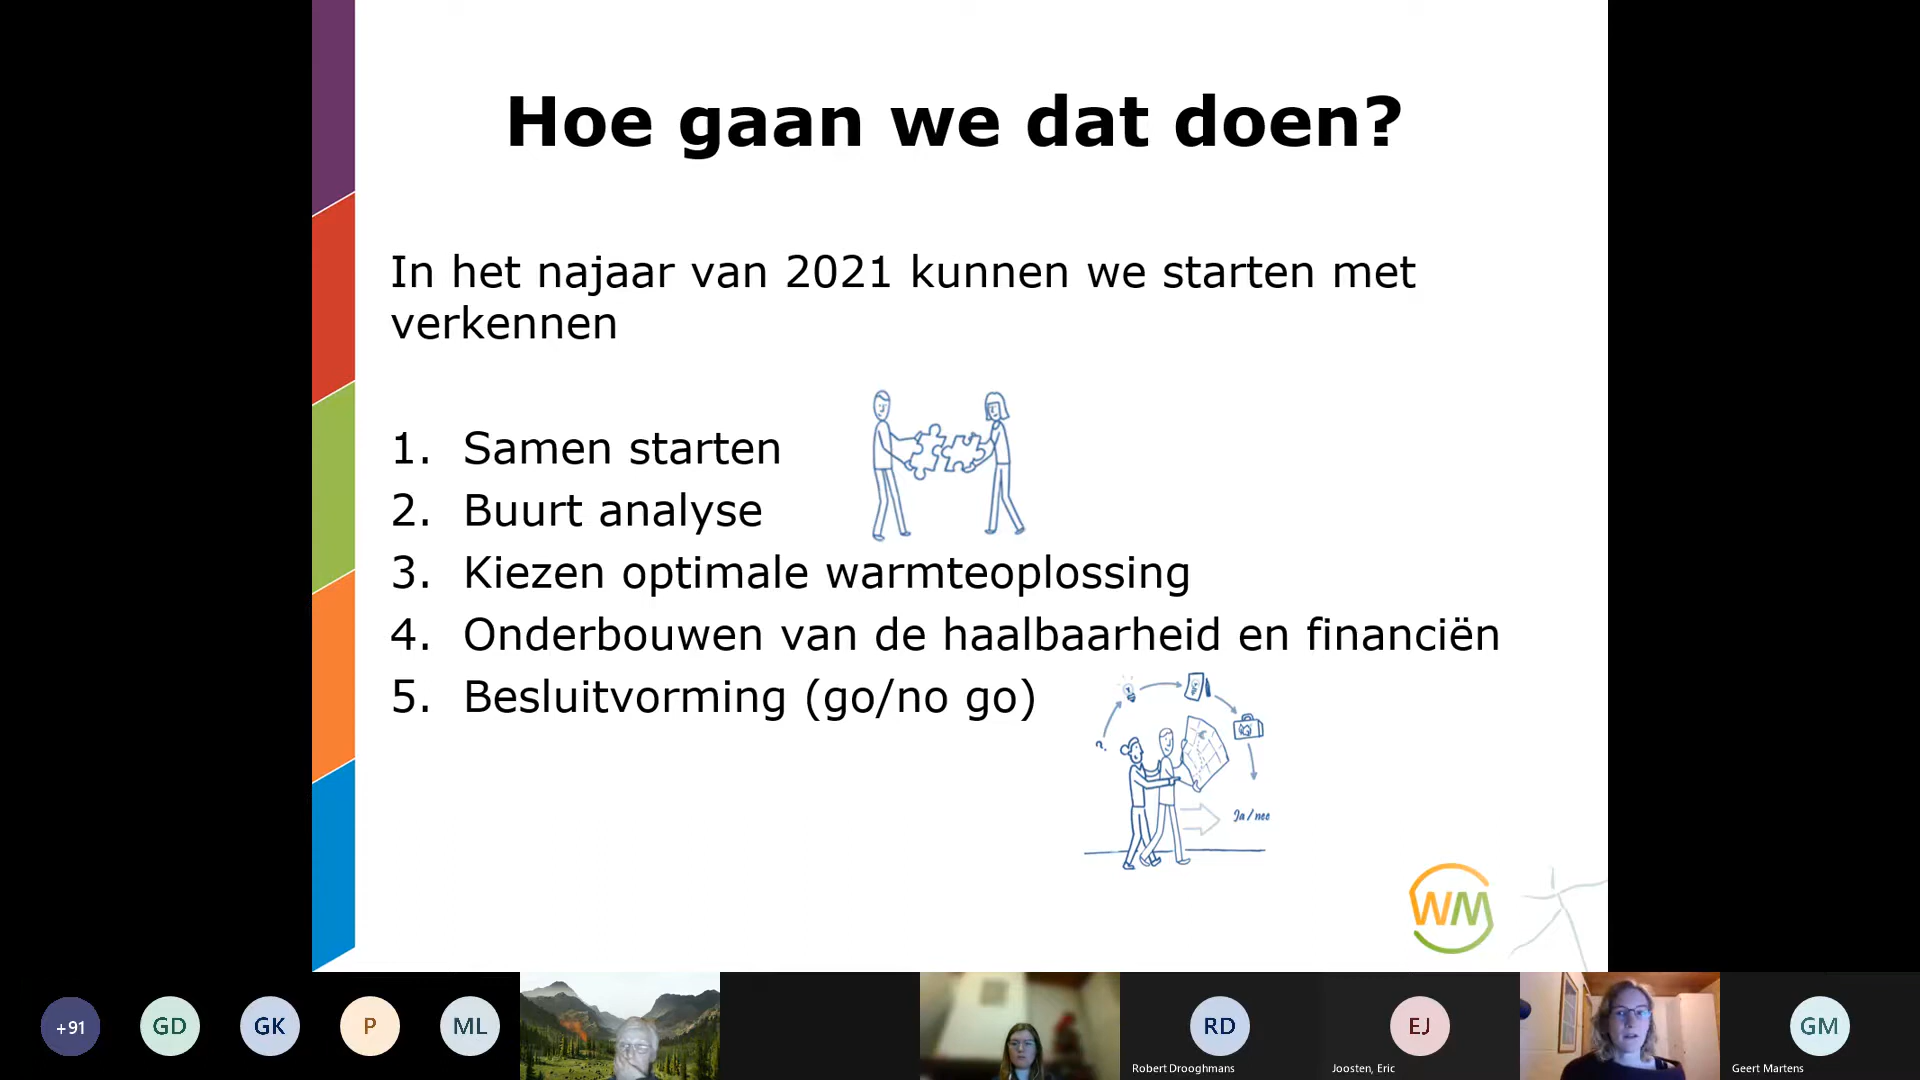 Hoe gaan we dat doen?
In het najaar van 2021 kunnen we starten met
verkennen
1. Samen starten
2. Buurt analyse
3. Kiezen optimale warmteoplossing
4. Onderbouwen van de haalbaarheid en financiën
5. Besluitvorming (go/no go)
?
Ja/nee
WM
+91
GD
GK
P
ML
RD
Robert Drooghmans
EJ
Joosten, Eric
GM
Geert Martens